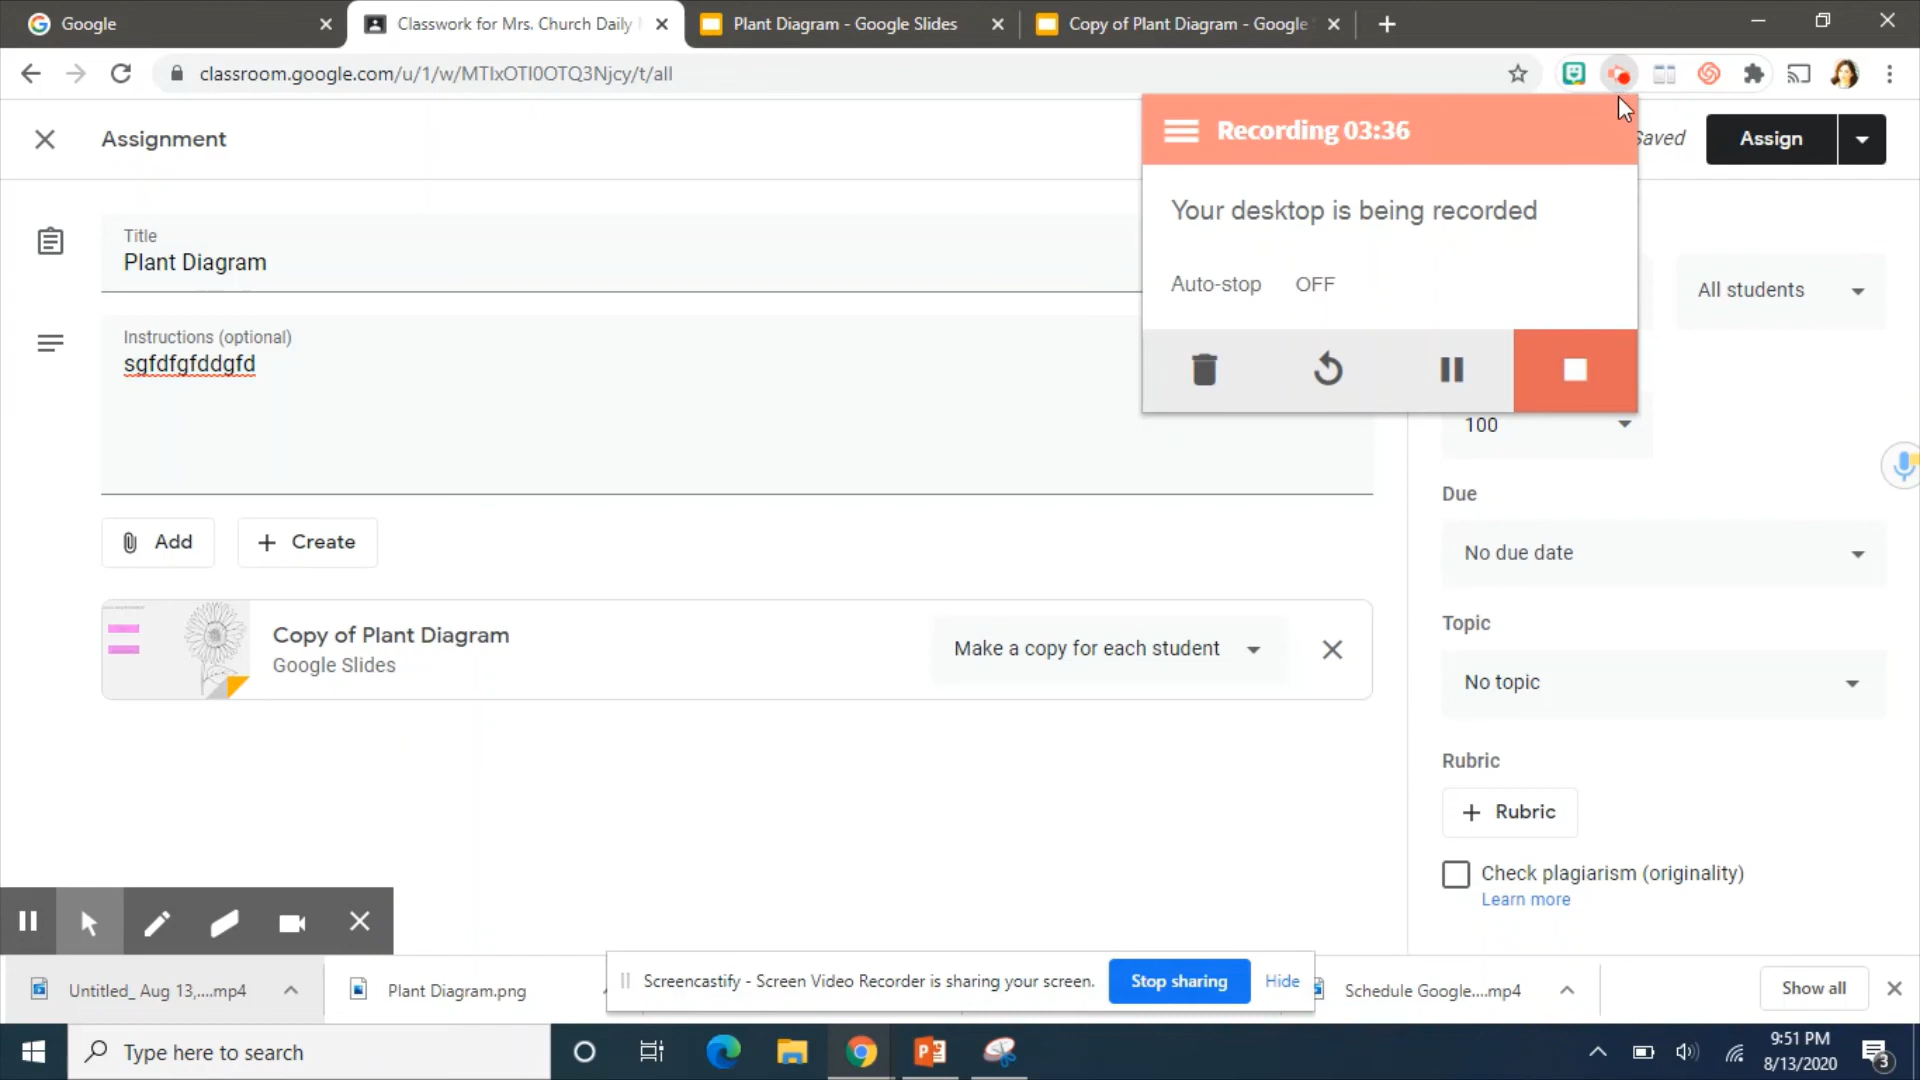 Google
Classwork for Mrs. Church Daily
Plant Diagram - Google Slides
Copy of Plant Diagram - Google
classroom.google.com/u/1/w/MTIxOTI0OTQ3Njcy/t/all
Assignment
Recording 03:36
Saved
Assign
Your desktop is being recorded
Auto-stop OFF
Title
Plant Diagram
All students
Instructions (optional)
sgfdfgfddgfd
100
Due
No due date
Add
Create
Copy of Plant Diagram
Google Slides
Make a copy for each student
Topic
No topic
Rubric
Rubric
Check plagiarism (originality)
Learn more
Untitled_ Aug 13,....mp4
Plant Diagram.png
Screencastify - Screen Video Recorder is sharing your screen.
Stop sharing
Hide
Schedule Google....mp4
Show all
Type here to search
9:51 PM
8/13/2020
3